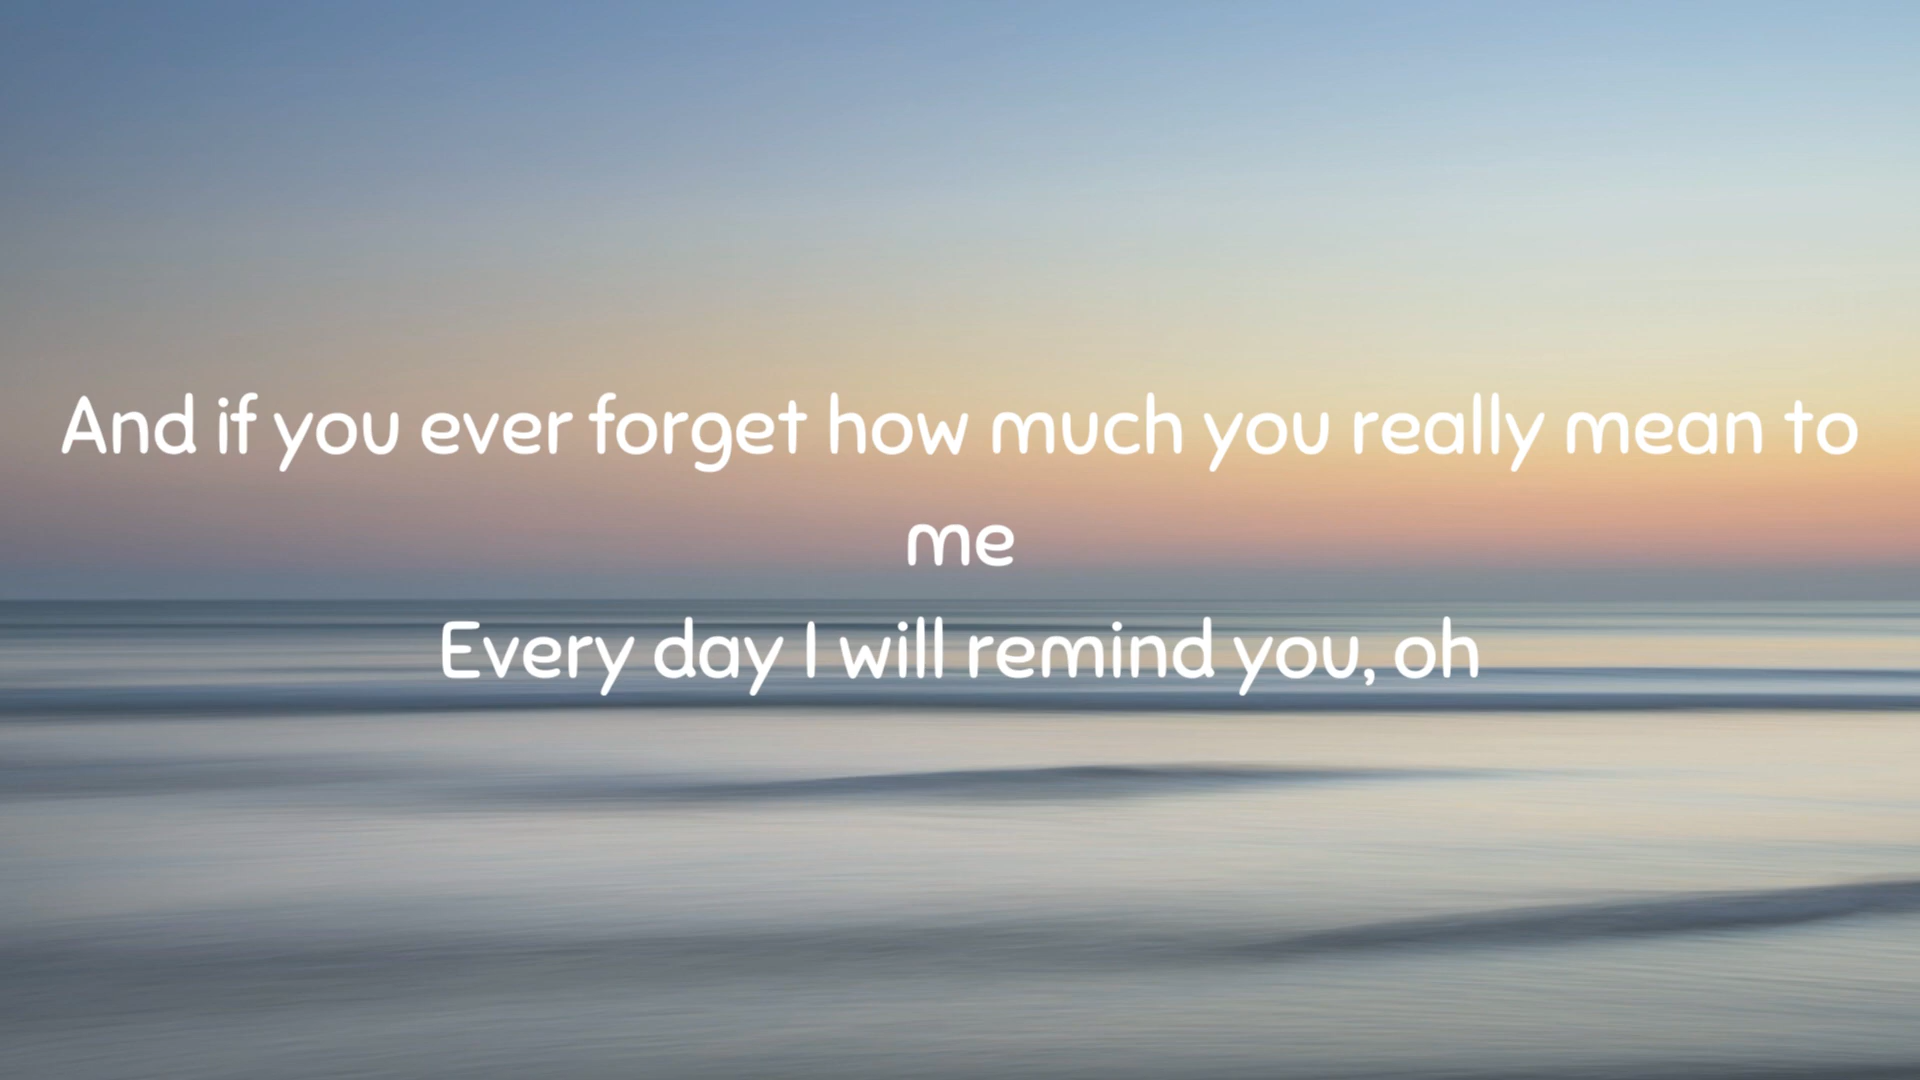 And if you ever forget how much you really mean to
me
Every day I will remind you, oh